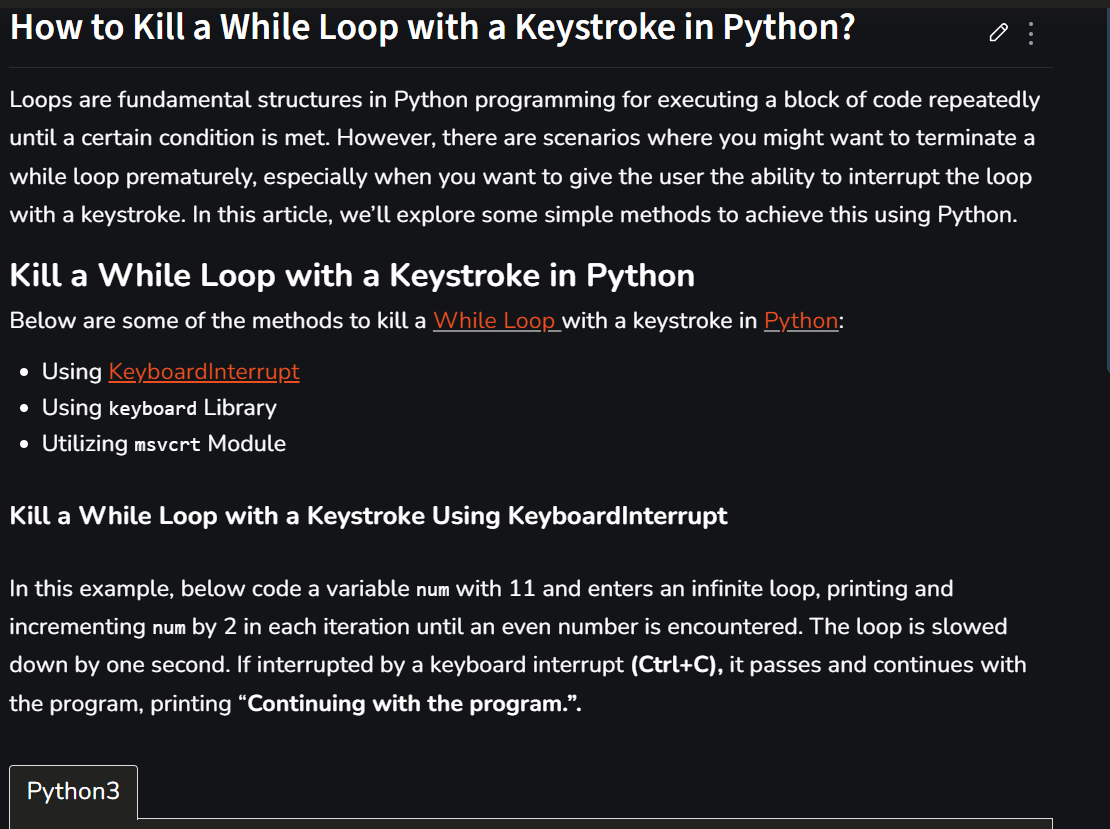 How to Kill a While Loop with a Keystroke in Python?
Loops are fundamental structures in Python programming for executing a block of code repeatedly
until a certain condition is met. However, there are scenarios where you might want to terminate a
while loop prematurely, especially when you want to give the user the ability to interrupt the loop
with a keystroke. In this article, we’ll explore some simple methods to achieve this using Python.
Kill a While Loop with a Keystroke in Python
Below are some of the methods to kill a While Loop with a keystroke in Python:
• Using KeyboardInterrupt
• Using keyboard Library
• Utilizing msvcrt Module
Kill a While Loop with a Keystroke Using KeyboardInterrupt
In this example, below code a variable num with 11 and enters an infinite loop, printing and
incrementing num by 2 in each iteration until an even number is encountered. The loop is slowed
down by one second. If interrupted by a keyboard interrupt (Ctrl+C), it passes and continues with
the program, printing “Continuing with the program.”.
Python3